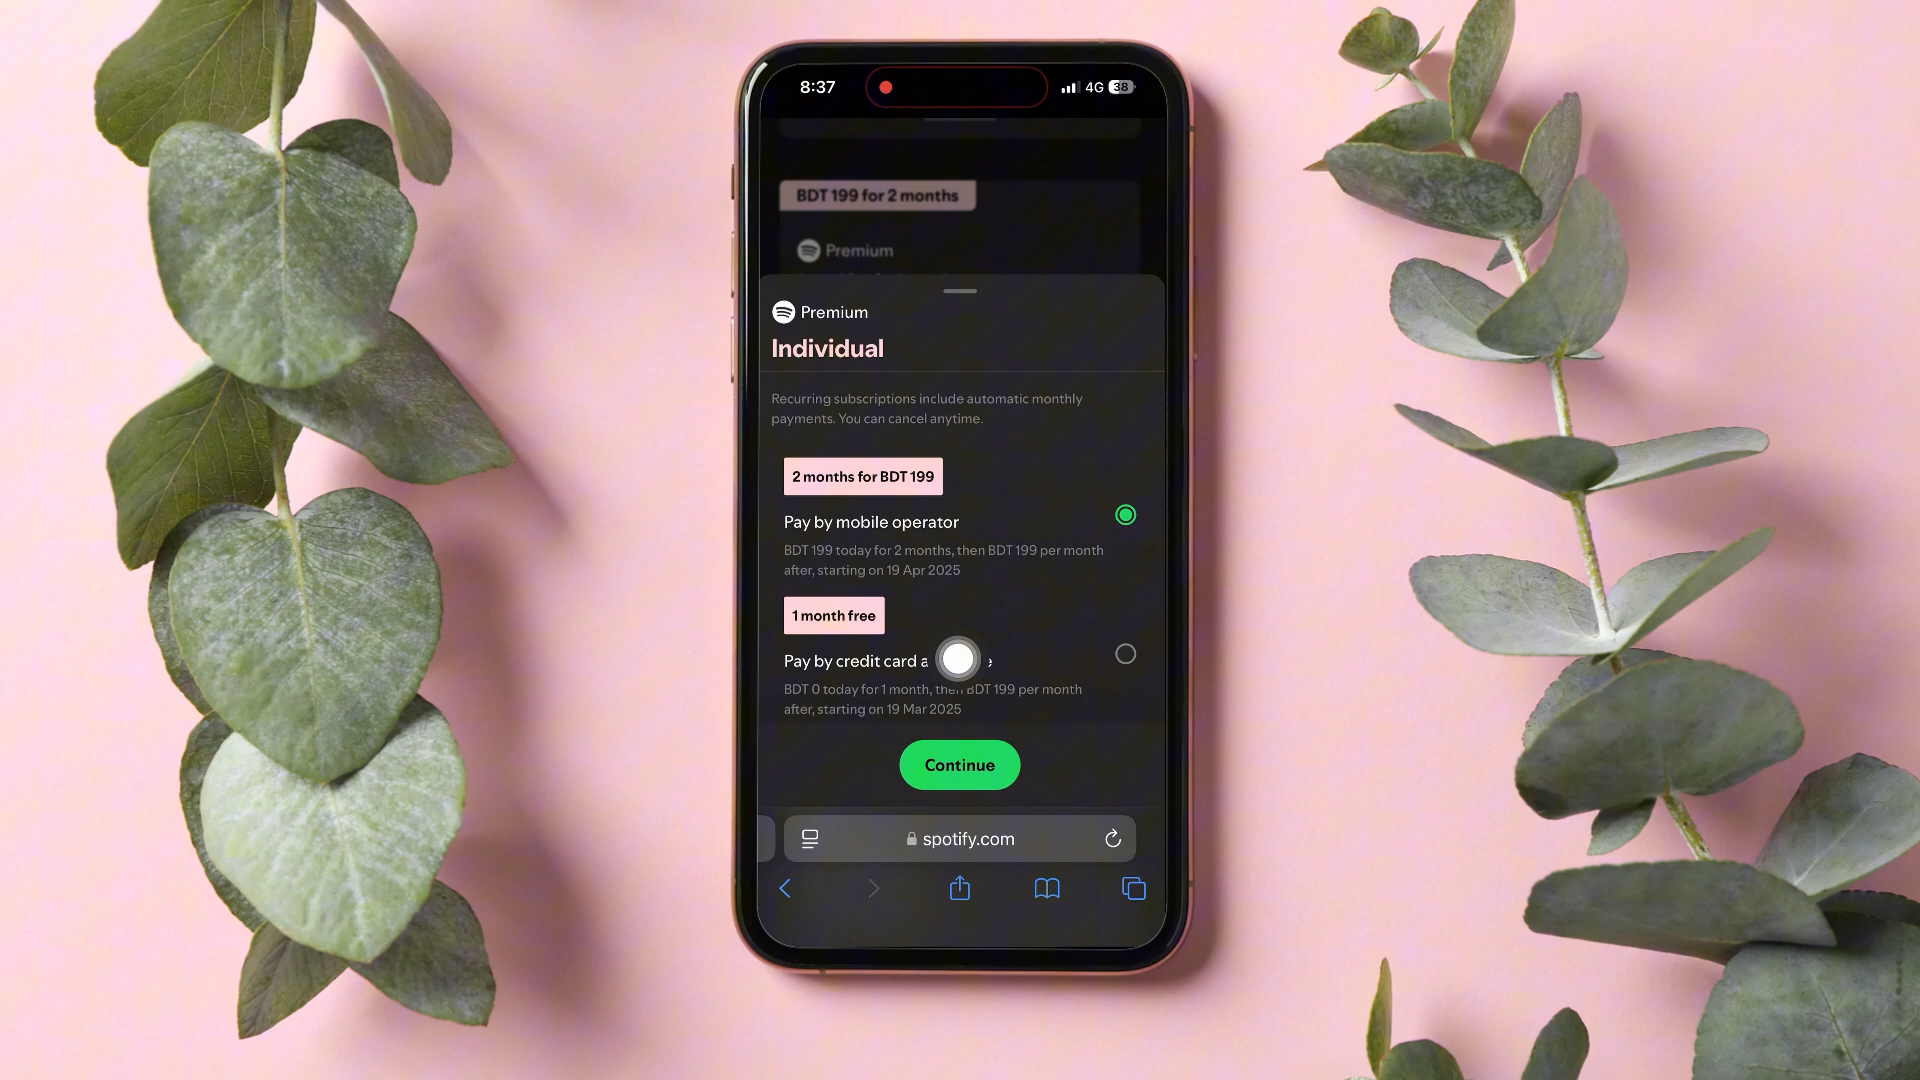 8:37
4G 38
BDT 199 for 2 months
Premium
Premium
Individual
Recurring subscriptions include automatic monthly
payments. You can cancel anytime.
2 months for BDT 199
Pay by mobile operator
BDT 199 today for 2 months, then BDT 199 per month
after, starting on 19 Apr 2025
1 month free
Pay by credit card
BDT 0 today for 1 month, then BDT 199 per month
after, starting on 19 Mar 2025
Continue
spotify.com